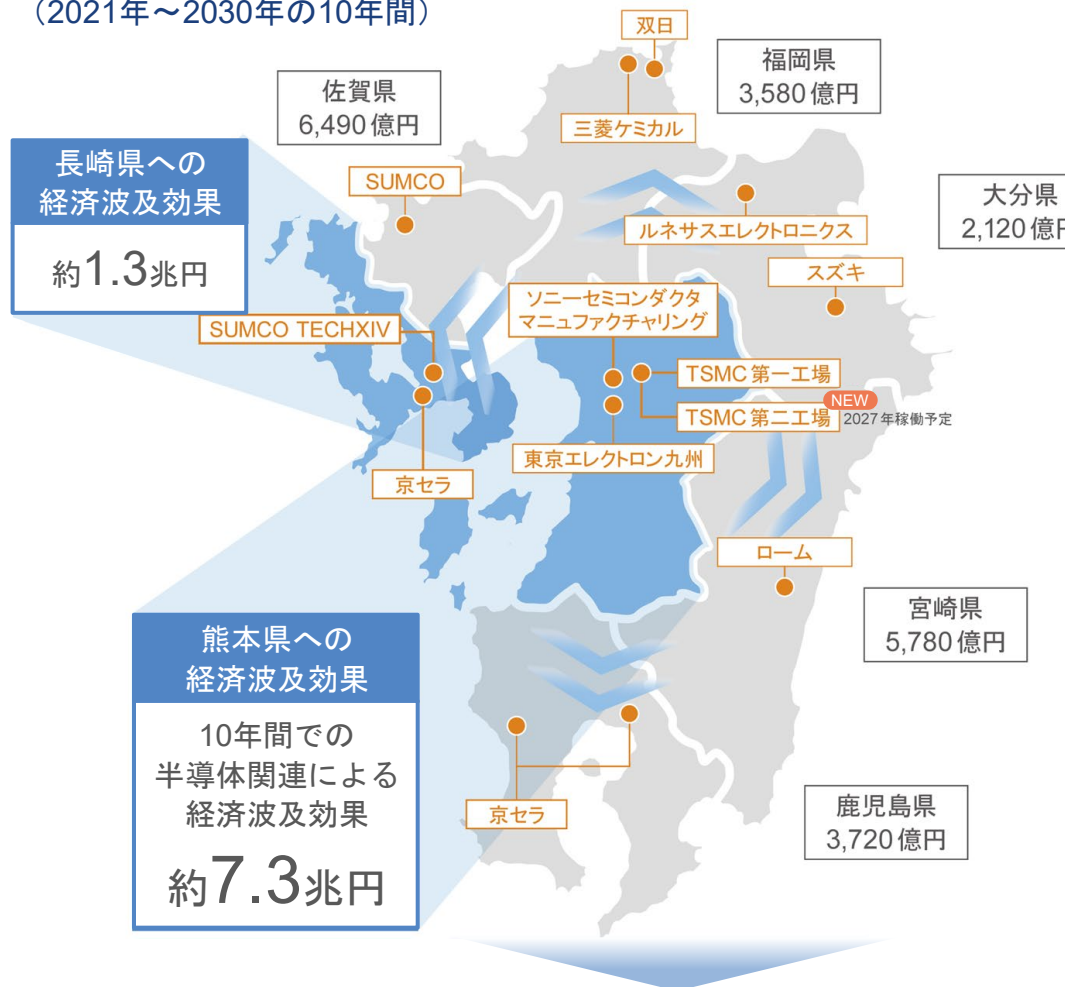 （2021年～2030年の10年間）
双日
福岡県
3,580億円
佐賀県
6,490億円
三菱ケミカル
長崎県への
経済波及効果
約1.3兆円
SUMCO
大分県
2,120億円
ルネサスエレクトロニクス
スズキ
ソニーセミコンダクタ
マニュファクチャリング
SUMCO TECHXIV
TSMC第一工場
NEW
TSMC第二工場
2027年稼働予定
東京エレクトロン九州
京セラ
ローム
宮崎県
5,780億円
熊本県への
経済波及効果
10年間での
半導体関連による
経済波及効果
約7.3兆円
京セラ
鹿児島県
3,720億円